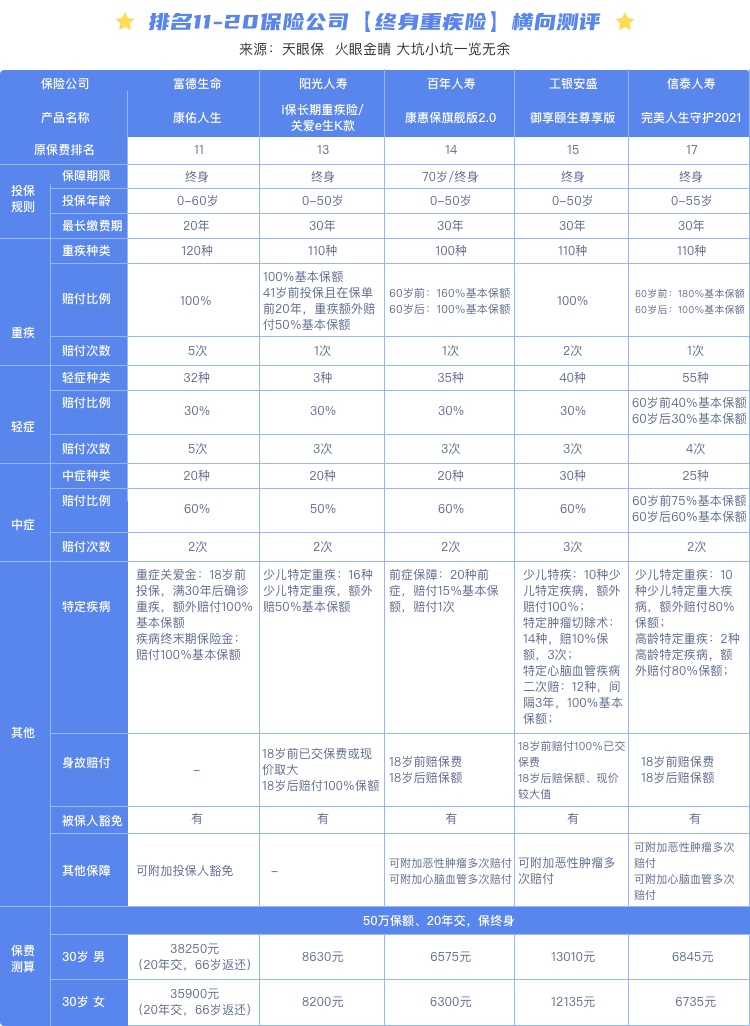 排名11-20保险公司【终身重疾险】横向测评
来源：天眼保 火眼金睛 大坑小坑一览无余
保险公司 富德生命 阳光人寿 百年人寿 工银安盛 信泰人寿
产品名称 康佑人生 i保长期重疾险/ 康惠保旗舰版2.0 御享颐生尊享版 完美人生守护2021
关爱e生K款
原保费排名 11 13 14 15 17
投保
规则
保障期限 终身 终身 70岁/终身 终身 终身
投保年龄 0-60岁 0-50岁 0-50岁 0-50岁 0-55岁
最长缴费期 20年 30年 30年 30年 30年
重疾
重疾种类 120种 110种 100种 110种 110种
赔付比例
100%
100%基本保额
41岁前投保且在保单
前20年，重疾额外赔
付50%基本保额
60岁前：160%基本保额
60岁后：100%基本保额
100%
60岁前：180%基本保额
60岁后：100%基本保额
赔付次数 5次 1次 1次 2次 1次
轻症
轻症种类 32种 3种 35种 40种 55种
赔付比例
30% 30% 30% 30%
60岁前40%基本保额
60岁后30%基本保额
赔付次数 5次 3次 3次 3次 4次
中症
中症种类 20种 20种 20种 30种 25种
赔付比例
60% 50% 60% 60%
60岁前75%基本保额
60岁后60%基本保额
赔付次数 2次 2次 2次 3次 2次
其他
特定疾病
重症关爱金：18岁前
投保，满30年后确诊
重疾，额外赔付100%
基本保额
疾病终末期保险金：
赔付100%基本保额
少儿特定重疾：16种
少儿特定重疾，额外
赔50%基本保额
前症保障：20种前
症，赔付15%基本保
额，赔付1次
少儿特疾：10种少
儿特定疾病，额外
赔付100%；
特定肿瘤切除术：
14种，赔10%保
额，3次；
特定心脑血管疾病
二次赔：12种，间
隔3年，100%基本
保额；
少儿特定重疾：10
种少儿特定重大疾
病，额外赔付80%
保额；
高龄特定重疾：2种
高龄特定疾病，额
外赔付80%保额；
身故赔付
–
18岁前已交保费或现
价取大
18岁后赔付100%保额
18岁前赔保费
18岁后赔保额
18岁前赔付100%已交
保费
18岁后赔保额、现价
较大值
18岁前赔保费
18岁后赔保额
被保人豁免 有 有 有 有 有
其他保障
可附加投保人豁免
–
可附加恶性肿瘤多次赔付
可附加心脑血管多次赔付
可附加恶性肿瘤多
次赔付
可附加恶性肿瘤多次
赔付
可附加心脑血管多次
赔付
保费
测算
50万保额、20年交，保终身
30岁 男
38250元
（20年交，66岁返还）
8630元 6575元 13010元 6845元
30岁 女
35900元
（20年交，66岁返还）
8200元 6300元 12135元 6735元